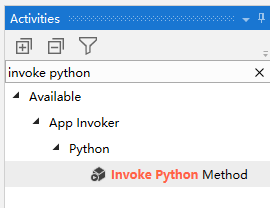 Activities
invoke python
Available
App Invoker
Python
Invoke Python Method